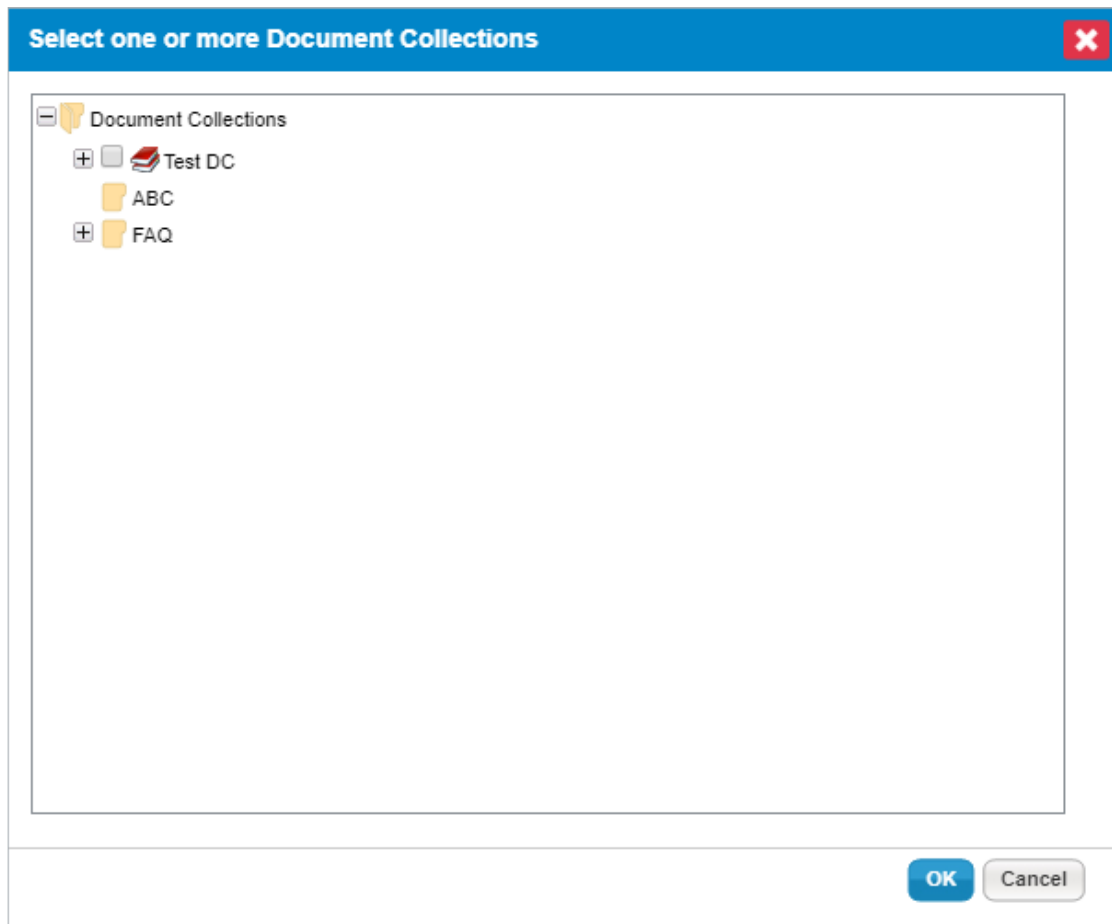 Select one or more Document Collections
Document Collections
Test DC
ABC
FAQ
OK
Cancel